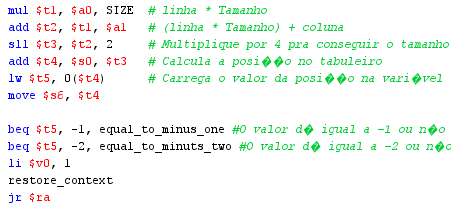 mul $t1, $a0, SIZE # linha * Tamanho
add $t2, $t1, $a1 # (linha * Tamanho) + coluna
sll $t3, $t2, 2 # Multiplique por 4 pra conseguir o tamanho
add $t4, $s0, $t3 # Calcula a posi��o no tabuleiro
lw $t5, 0($t4) # Carrega o valor da posi��o na vari�vel
move $s6, $t4
beq $t5, -1, equal_to_minus_one #O valor d� igual a -1 ou n�o
beq $t5, -2, equal_to_minuts_two #O valor d� igual a -2 ou n�o
li $v0, 1
restore_context
jr $ra